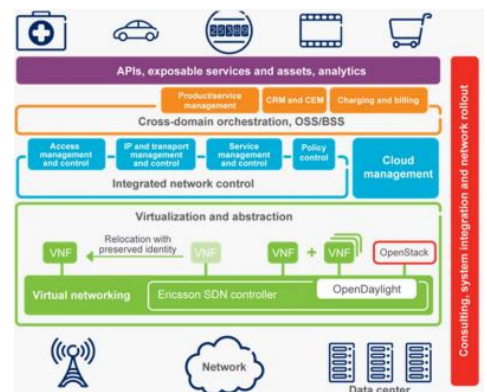 25380
APIs, exposable services and assets, analytics
Product/service
management
CRM and CEM
Charging and billing
Cross-domain orchestration, OSS/BSS
Access
management
and control
IP and transport
management
and control
Service
management
and control
Policy
control
Cloud
management
Integrated network control
Virtualization and abstraction
VNF
Relocation with
preserved identity
VNF
VNF
+
VNF
OpenStack
Virtual networking
Ericsson SDN controller
OpenDaylight
Network
Data center
Consulting, system integration and network rollout